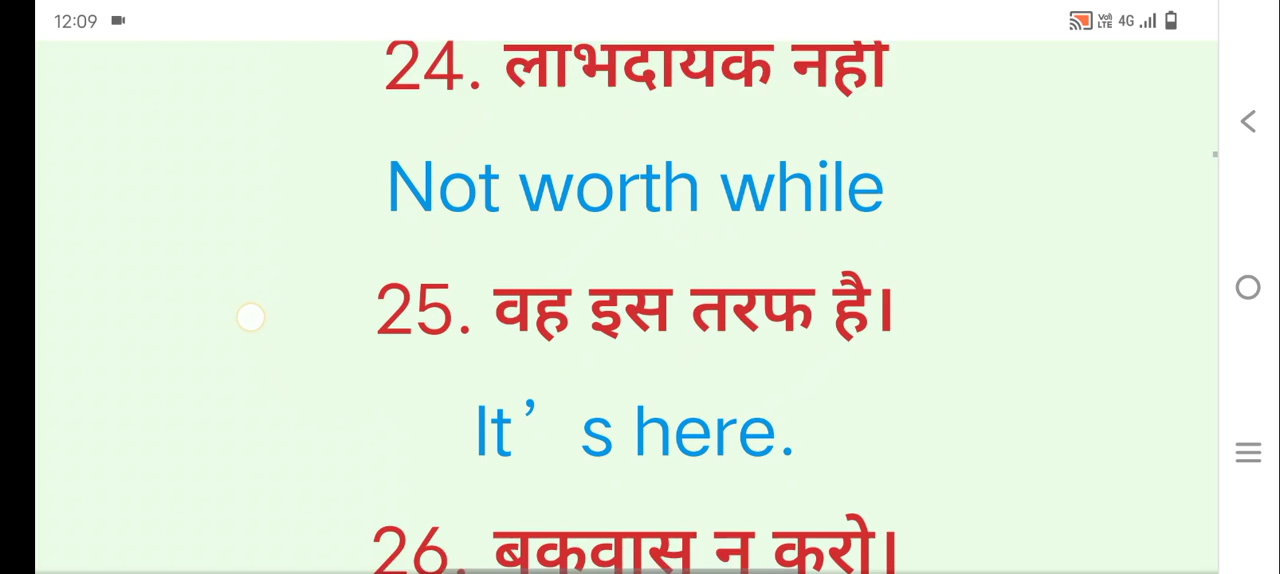 12:09
VoLTE 4G
24. लाभदायक नहीं
Not worth while
25. वह इस तरफ है।
It’ s here.
26. बकवास न करो।